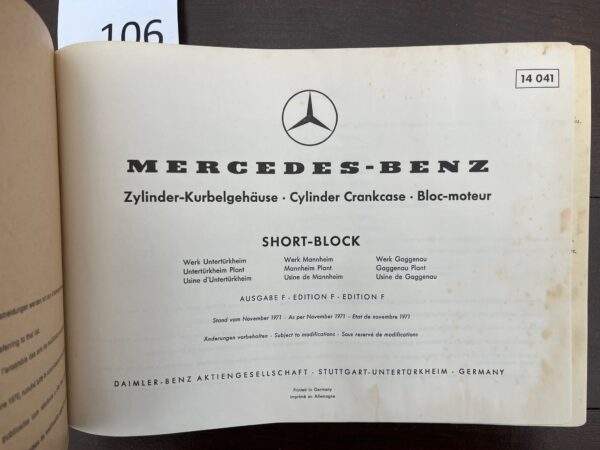 106
14 041
MERCEDES-BENZ
Zylinder-Kurbelgehäuse · Cylinder Crankcase · Bloc-moteur
SHORT-BLOCK
Werk Untertürkheim Werk Mannheim Werk Gaggenau
Untertürkheim Plant Mannheim Plant Gaggenau Plant
Usine d'Untertürkheim Usine de Mannheim Usine de Gaggenau
AUSGABE F · EDITION F · EDITION F
Stand vom November 1971 · As per November 1971 · Etat de novembre 1971
Änderungen vorbehalten · Subject to modifications · Sous reservé de modifications
DAIMLER-BENZ AKTIENGESELLSCHAFT · STUTTGART-UNTERTÜRKHEIM · GERMANY
Printed in Germany
Imprimé en Allemagne